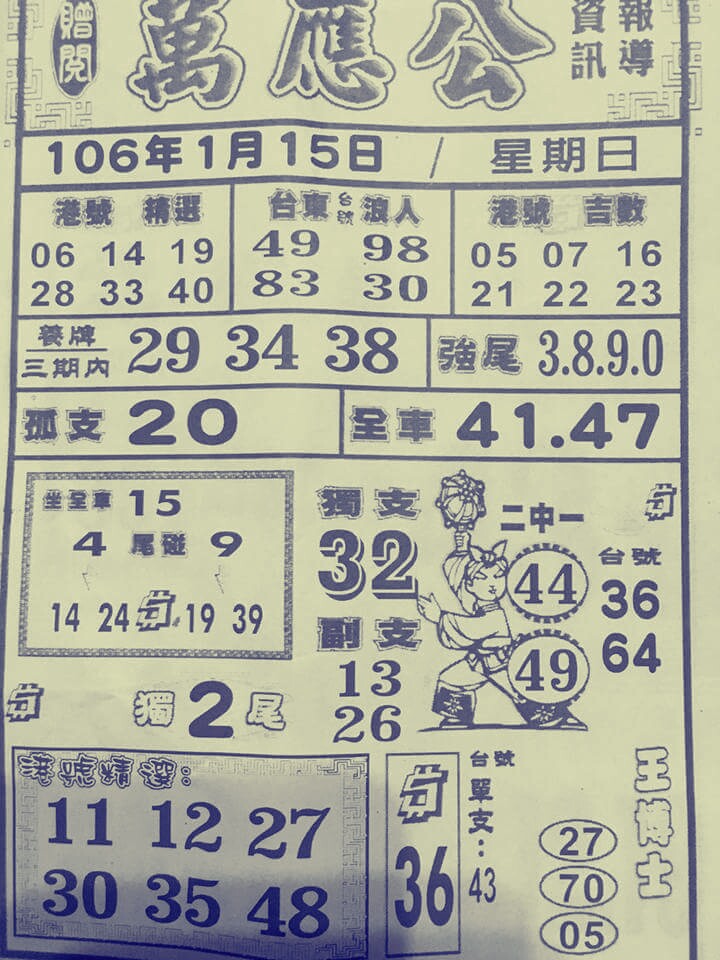 贈閱
萬應公
資訊
報導
106年1月15日 / 星期日
港號 精選
06 14 19
28 33 40
台東 台號 浪人
49 98
83 30
港號 吉數
05 07 16
21 22 23
養牌
三期內
29 34 38
強尾 3.8.9.0
孤支 20
全車 41.47
坐全車 15
4 尾碰 9
14 24 19 39
獨支
32
副支
13
26
二中一
44
49
台號
36
64
獨2尾
港號精選:
11 12 27
30 35 48
36
台號
單支:
43
王博士
27
70
05